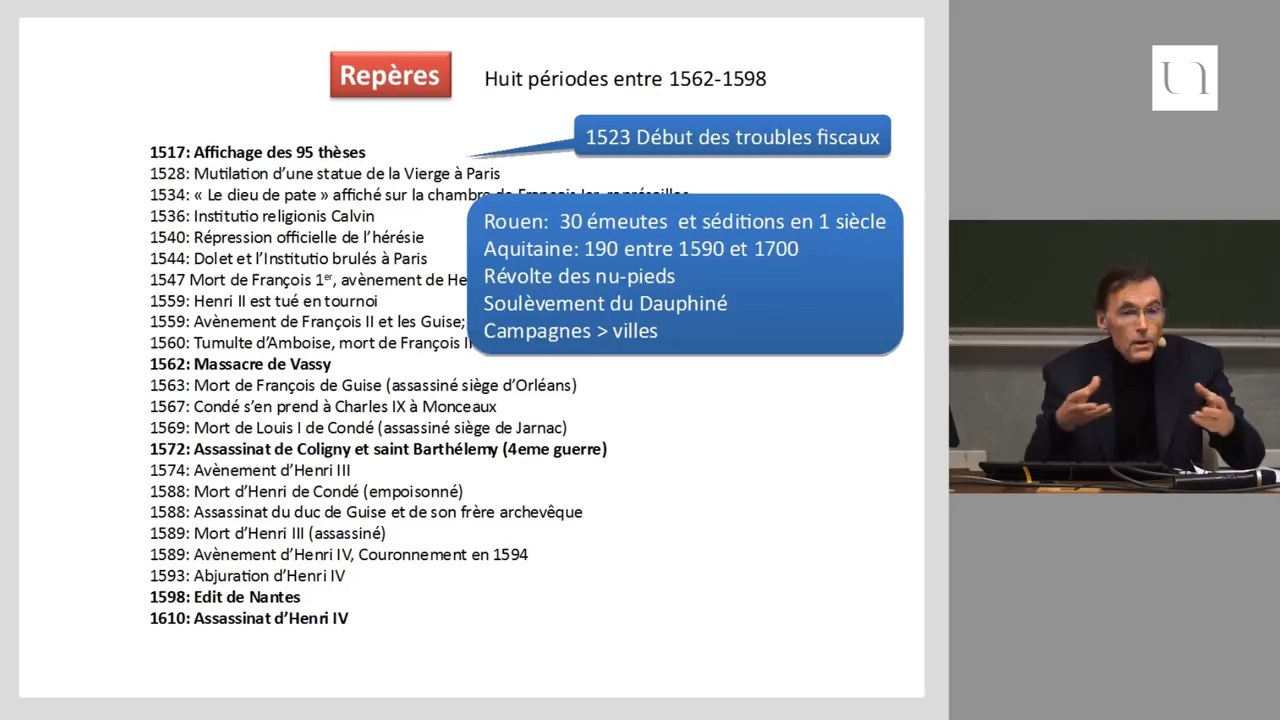 Repères
Huit périodes entre 1562-1598
1523 Début des troubles fiscaux
1517: Affichage des 95 thèses
1528: Mutilation d’une statue de la Vierge à Paris
1534: « Le dieu de pate » affiché sur la chambre de François Ier, représailles
1536: Institutio religionis Calvin
1540: Répression officielle de l’hérésie
1544: Dolet et l’Institutio brulés à Paris
1547 Mort de François 1er, avènement de He
1559: Henri II est tué en tournoi
1559: Avènement de François II et les Guise;
1560: Tumulte d’Amboise, mort de François II
Rouen: 30 émeutes et séditions en 1 siècle
Aquitaine: 190 entre 1590 et 1700
Révolte des nu-pieds
Soulèvement du Dauphiné
Campagnes > villes
1562: Massacre de Vassy
1563: Mort de François de Guise (assassiné siège d’Orléans)
1567: Condé s’en prend à Charles IX à Monceaux
1569: Mort de Louis I de Condé (assassiné siège de Jarnac)
1572: Assassinat de Coligny et saint Barthélemy (4eme guerre)
1574: Avènement d’Henri III
1588: Mort d’Henri de Condé (empoisonné)
1588: Assassinat du duc de Guise et de son frère archevêque
1589: Mort d’Henri III (assassiné)
1589: Avènement d’Henri IV, Couronnement en 1594
1593: Abjuration d’Henri IV
1598: Edit de Nantes
1610: Assassinat d’Henri IV